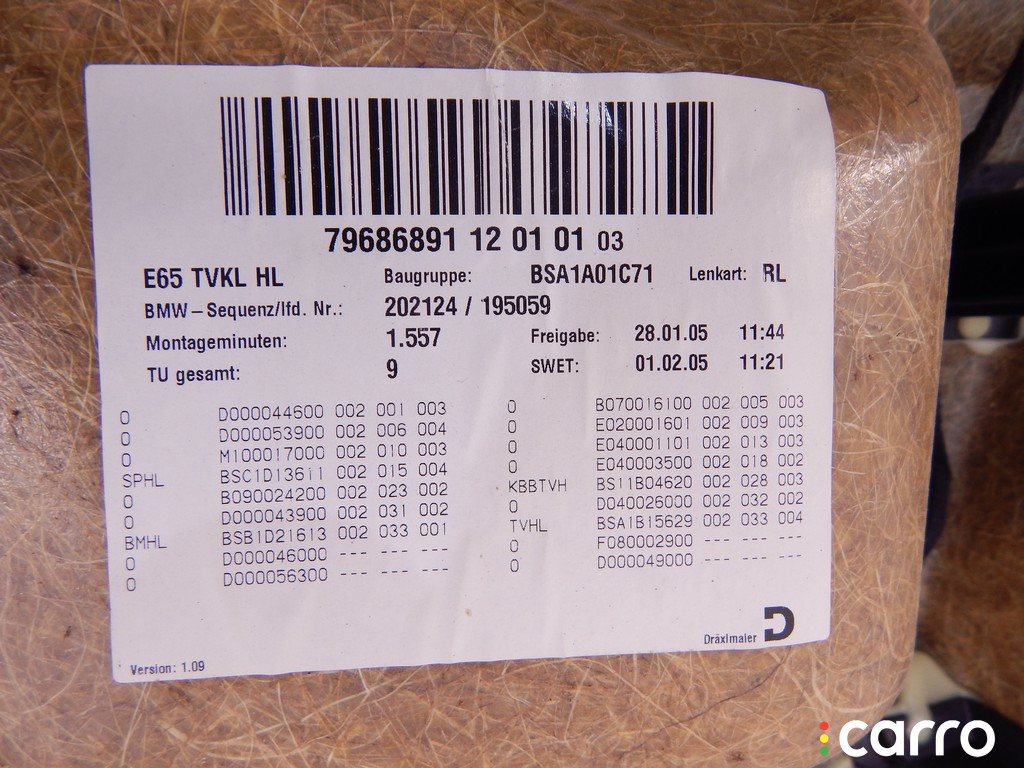 79686891 12 01 01 03
E65 TVKL HL Baugruppe: BSA1A01C71 Lenkart: RL
BMW-Sequenz/lfd. Nr.: 202124 / 195059
Montageminuten: 1.557 Freigabe: 28.01.05 11:44
TU gesamt: 9 SWET: 01.02.05 11:21
0 D000044600 002 001 003 0 B070016100 002 005 003
0 D000053900 002 006 004 0 E020001601 002 009 003
0 M100017000 002 010 003 0 E040001101 002 013 003
SPHL BSC1D13611 002 015 004 0 E040003500 002 018 002
0 B090024200 002 023 002 KBBTVH BS11B04620 002 028 003
0 D000043900 002 031 002 0 D040026000 002 032 002
BMHL BSB1D21613 002 033 001 TVHL BSA1B15629 002 033 004
0 D000046000 --- --- --- 0 F080002900 --- --- ---
0 D000056300 --- --- --- 0 D000049000 --- --- ---
Version: 1.09 Dräxlmaier D
carro